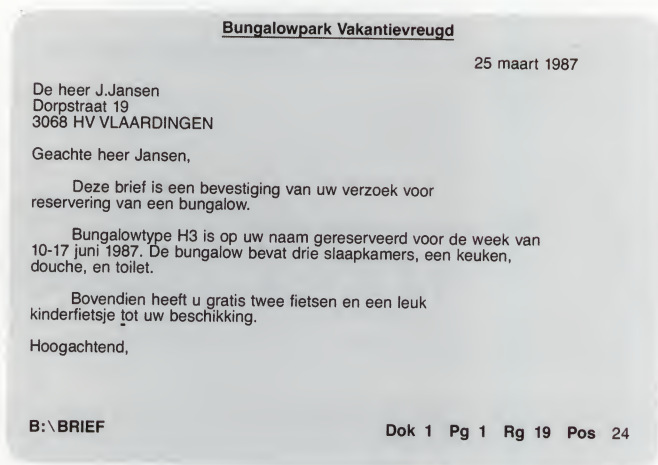 Bungalowpark Vakantievreugd
25 maart 1987
De heer J.Jansen
Dorpstraat 19
3068 HV VLAARDINGEN
Geachte heer Jansen,
Deze brief is een bevestiging van uw verzoek voor
reservering van een bungalow.
Bungalowtype H3 is op uw naam gereserveerd voor de week van
10-17 juni 1987. De bungalow bevat drie slaapkamers, een keuken,
douche, en toilet.
Bovendien heeft u gratis twee fietsen en een leuk
kinderfietsje tot uw beschikking.
Hoogachtend,
B:\BRIEF Dok 1 Pg 1 Rg 19 Pos 24